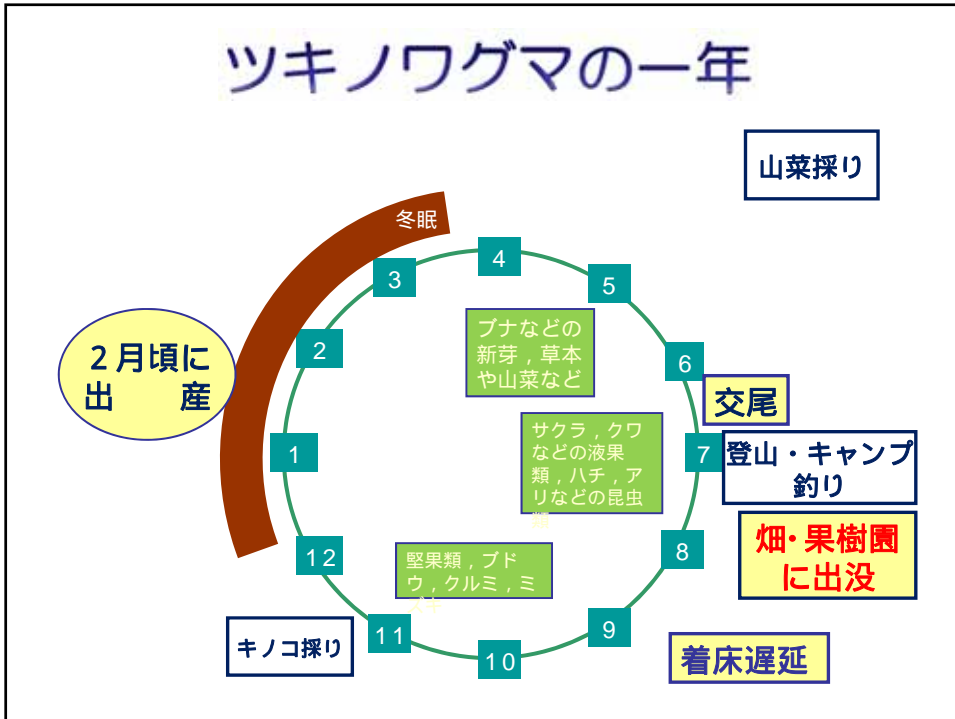 ツキノワグマの一年
山菜採り
冬眠
4
3
5
ブナなどの
新芽，草本
や山菜など
2月頃に
出　産
2
6
交尾
サクラ，クワ
などの液果
類，ハチ，ア
リなどの昆虫
類
1
7
登山・キャンプ
釣り
畑・果樹園
に出没
12
8
堅果類，ブド
ウ，クルミ，ミ
ズキ
キノコ採り
11
9
10
着床遅延